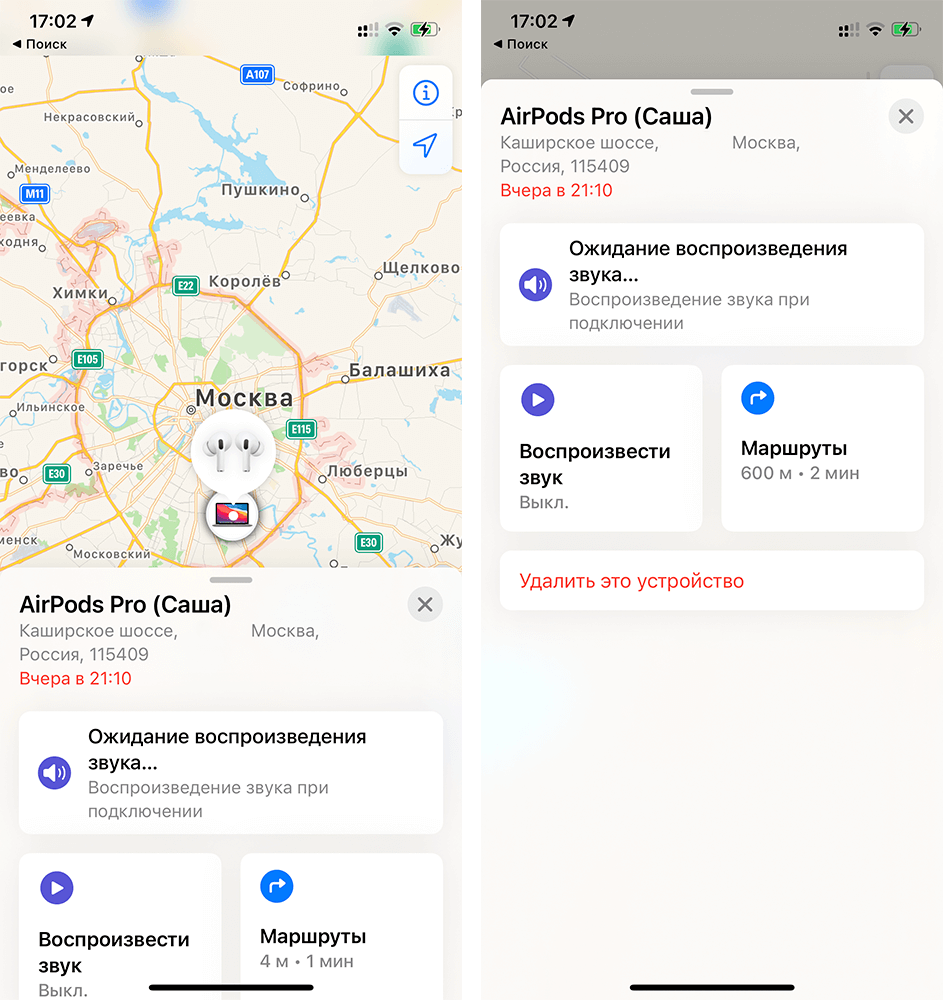 17:02
Поиск
А107
Софрино
Некрасовский
Менделеево
М11
Пушкино
Химки
Королёв
Щелково
E22
E105
горск
Балашиха
Ильинское
Москва
E115
E30
Заречье
Люберцы
Московский
E30
AirPods Pro (Саша)
Каширское шоссе, Москва,
Россия, 115409
Вчера в 21:10
Ожидание воспроизведения
звука...
Воспроизведение звука при
подключении
Воспроизвести
звук
Выкл.
Маршруты
4 м • 1 мин
17:02
Поиск
AirPods Pro (Саша)
Каширское шоссе, Москва,
Россия, 115409
Вчера в 21:10
Ожидание воспроизведения
звука...
Воспроизведение звука при
подключении
Воспроизвести
звук
Выкл.
Маршруты
600 м • 2 мин
Удалить это устройство